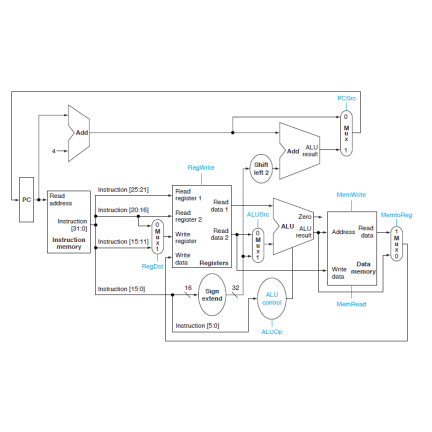 PCSrc
Add
4
0
M
u
x
1
Add
ALU
result
Shift
left 2
RegWrite
PC
Read
address
Instruction
[31:0]
Instruction
memory
Instruction [25:21]
Instruction [20:16]
Instruction [15:11]
Instruction [15:0]
0
M
u
x
1
RegDst
Read
register 1
Read
register 2
Write
register
Write
data
Read
data 1
Read
data 2
Registers
ALUSrc
0
M
u
x
1
Zero
ALU
ALU
result
MemWrite
Address
Read
data
Write
data
Data
memory
MemRead
MemtoReg
1
M
u
x
0
16
Sign
extend
32
ALU
control
Instruction [5:0]
ALUOp